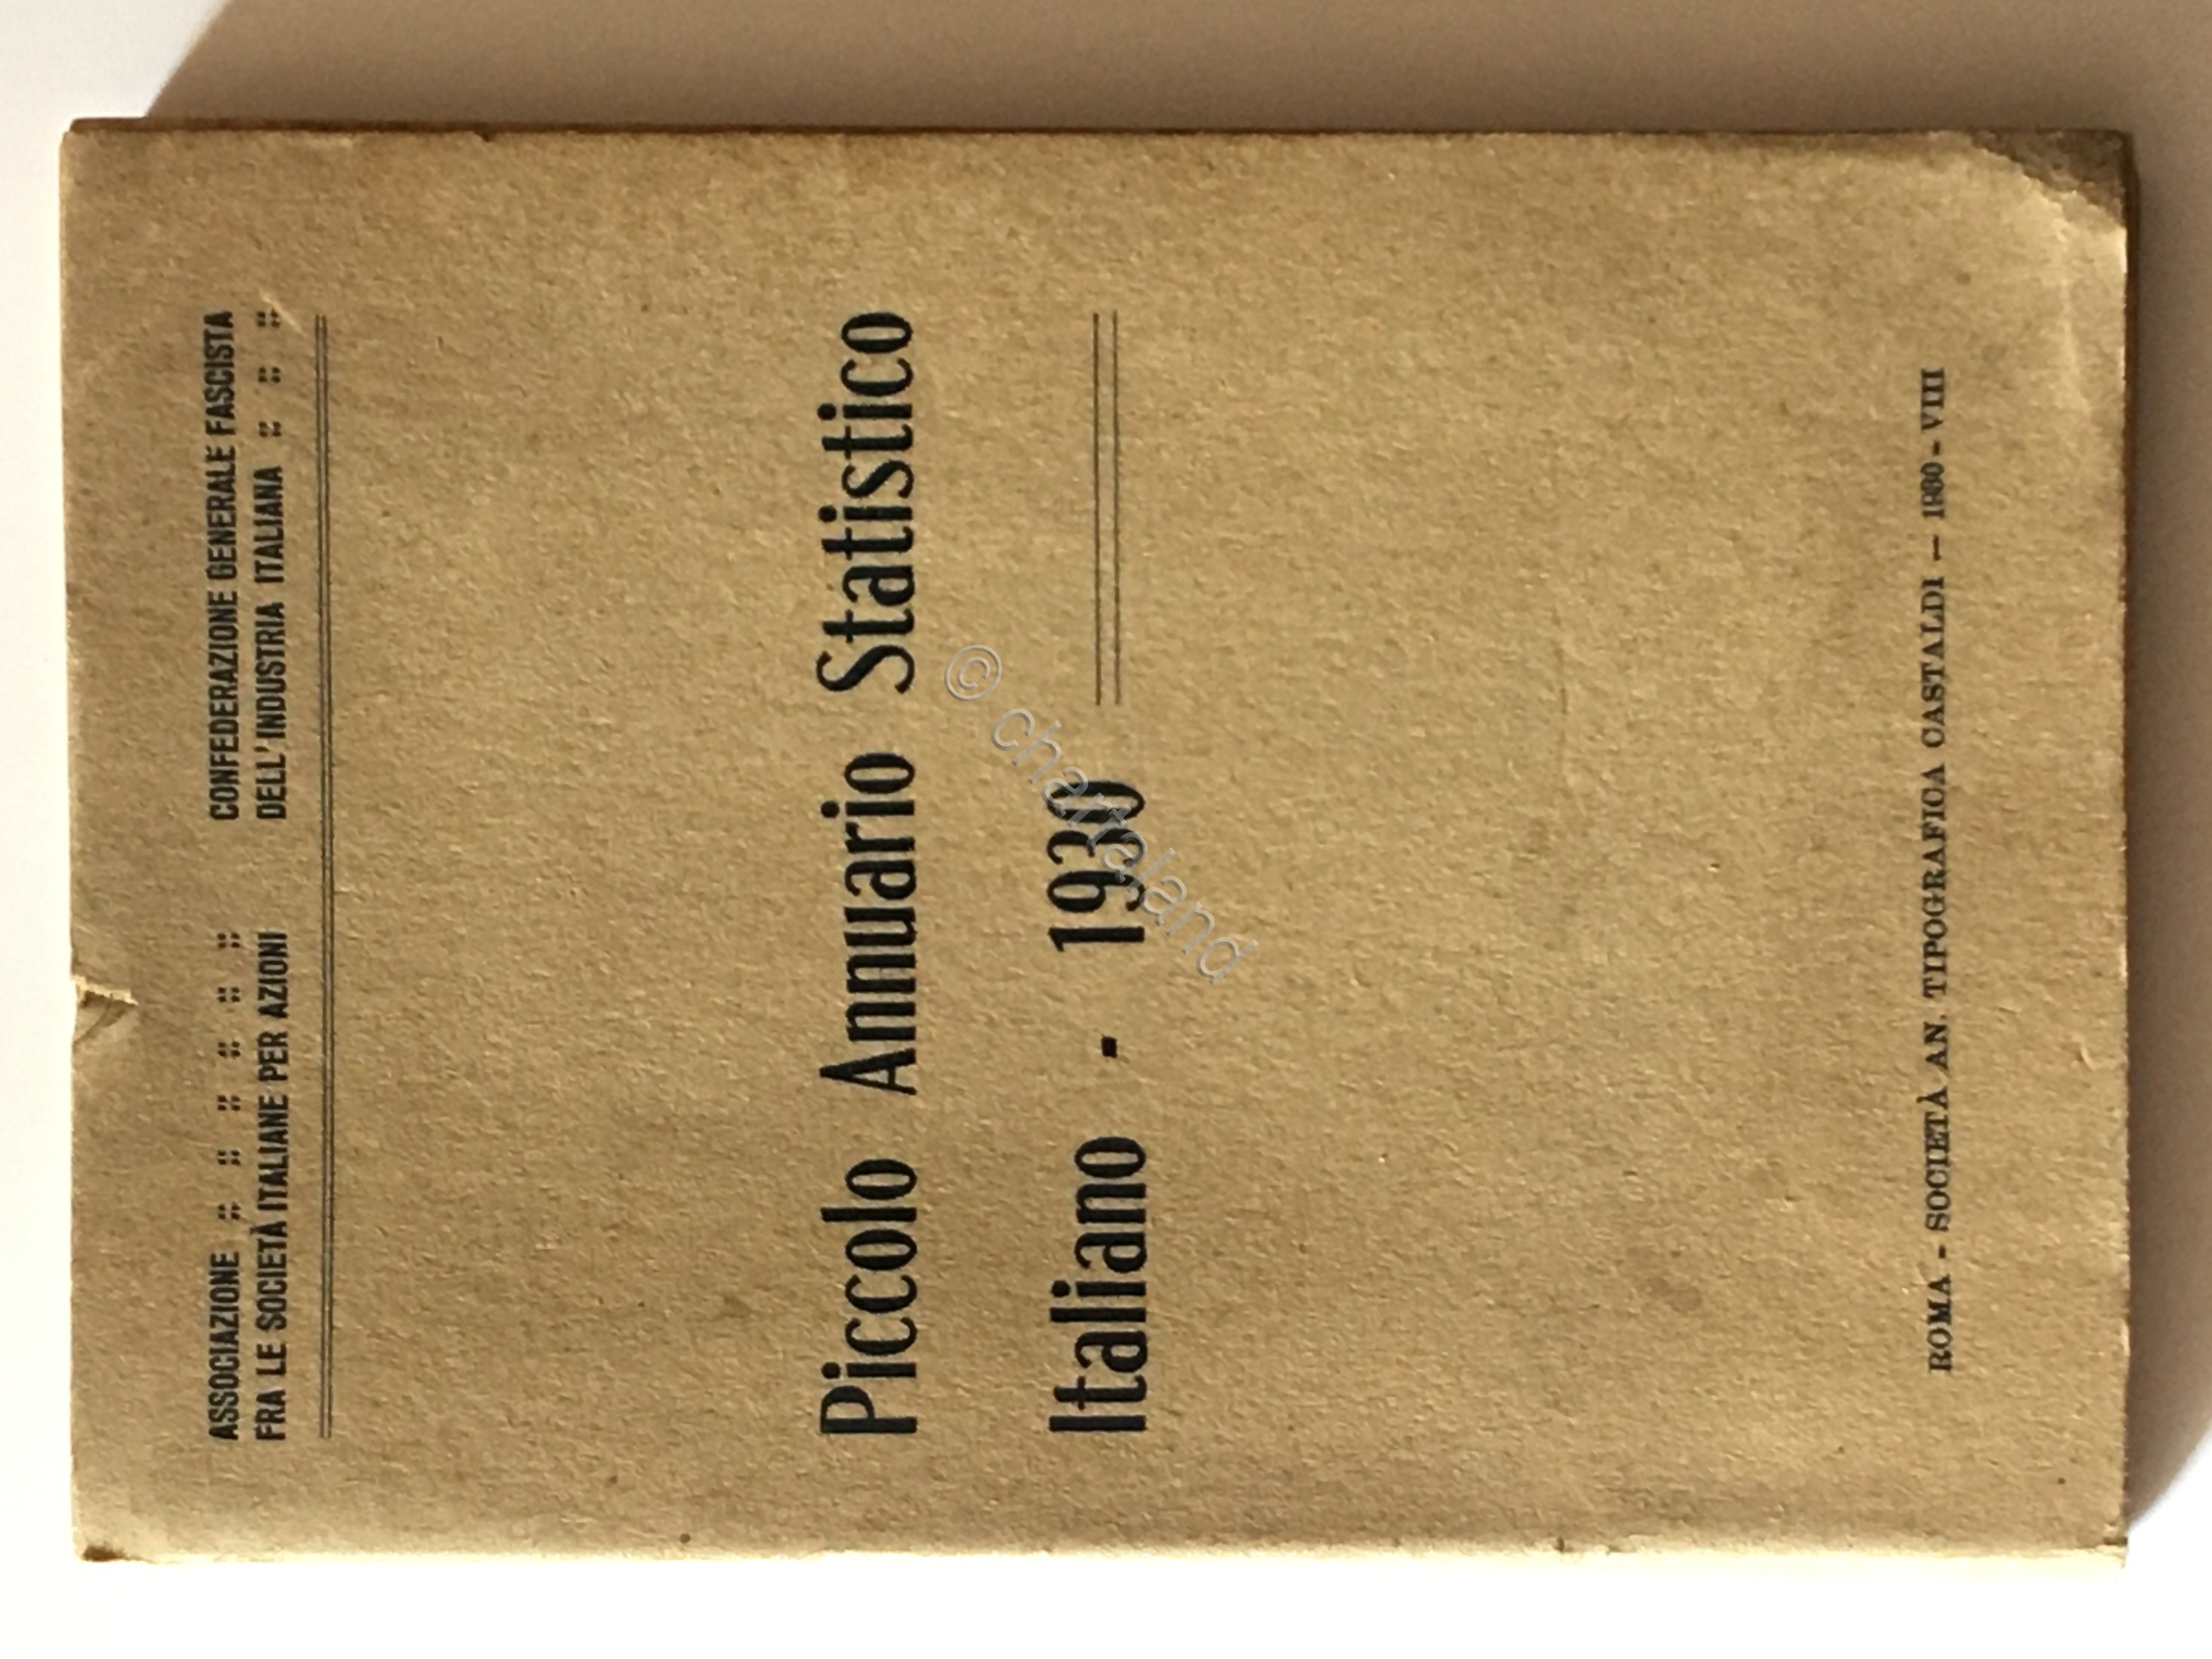 ASSOCIAZIONE :: :: :: :: :: ::
FRA LE SOCIETÀ ITALIANE PER AZIONI
CONFEDERAZIONE GENERALE FASCISTA
DELL'INDUSTRIA ITALIANA :: :: ::
Piccolo Annuario Statistico
Italiano - 1930
ROMA - SOCIETÀ AN. TIPOGRAFICA CASTALDI — 1930 - VIII
© chartaland